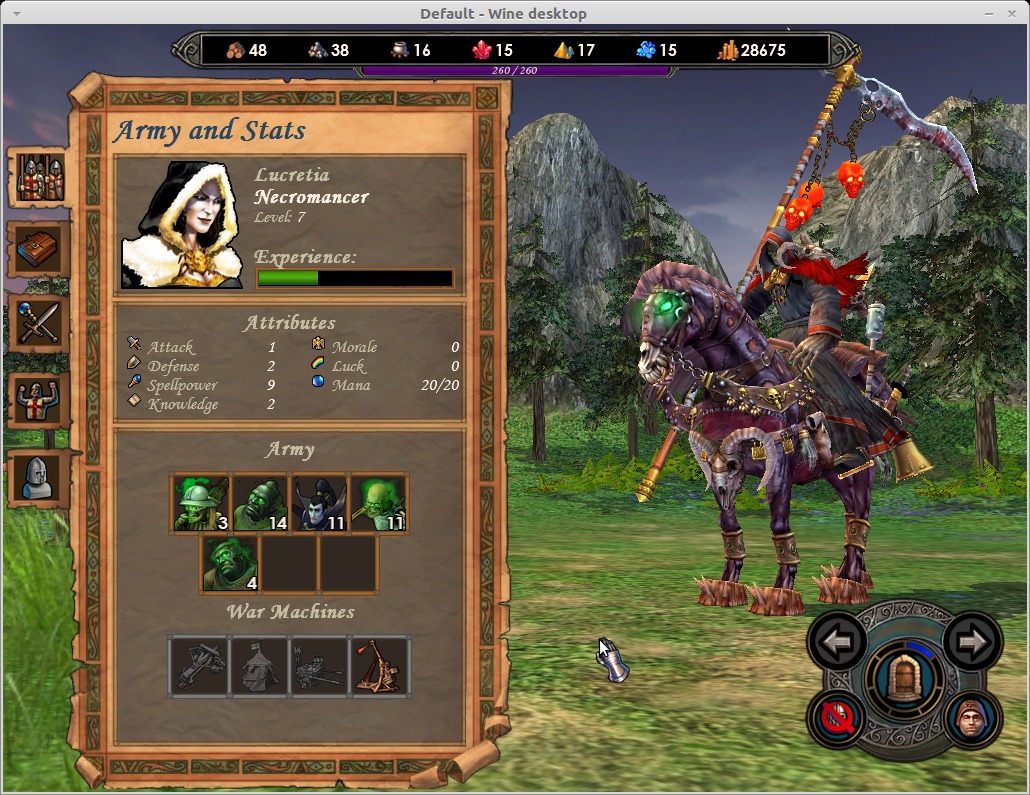 Default - Wine desktop
48 38 16 15 17 15 28675
260 / 260
Army and Stats
Lucretia
Necromancer
Level: 7
Experience:
Attributes
Attack 1 Morale 0
Defense 2 Luck 0
Spellpower 9 Mana 20/20
Knowledge 2
Army
3 14 11 11
4
War Machines